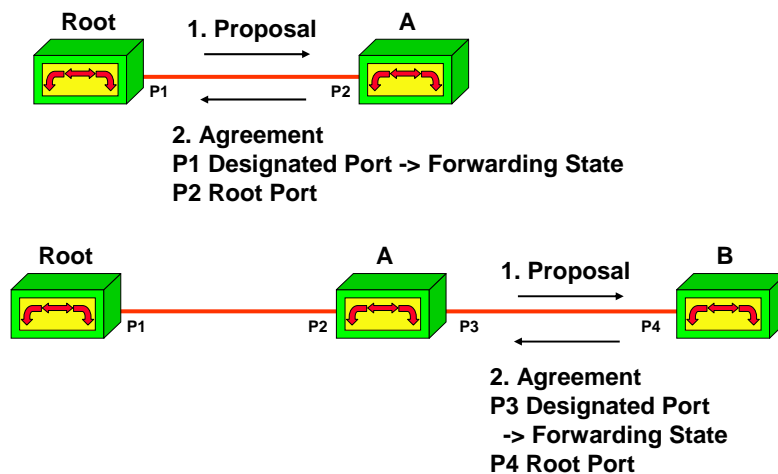 Root
1. Proposal
A
P1
P2
2. Agreement
P1 Designated Port -> Forwarding State
P2 Root Port
Root
A
B
1. Proposal
P1
P2
P3
P4
2. Agreement
P3 Designated Port
-> Forwarding State
P4 Root Port